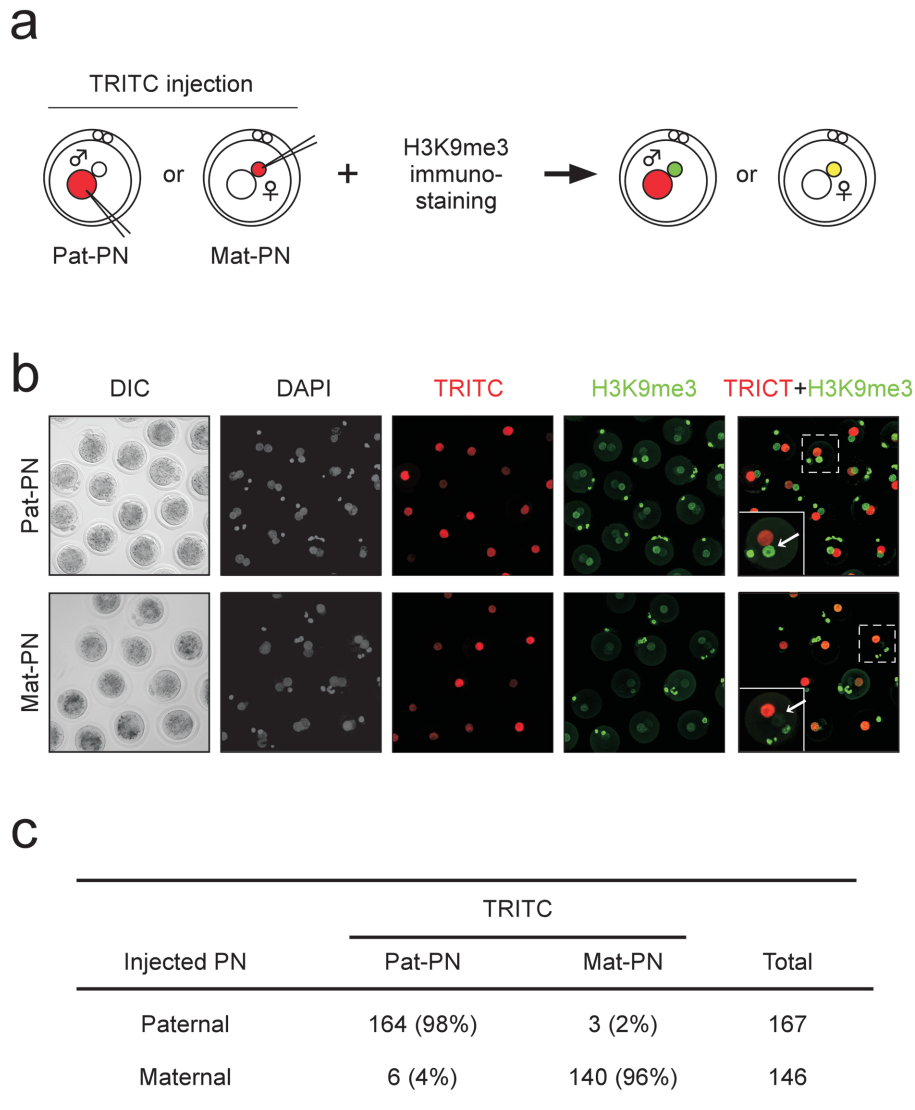 a
TRITC injection
♂
or
♀
Pat-PN
Mat-PN
+
H3K9me3
immuno-
staining
♂
or
♀
b
DIC
DAPI
TRITC
H3K9me3
TRICT+H3K9me3
Pat-PN
Mat-PN
c
TRITC
Injected PN Pat-PN Mat-PN Total
Paternal 164 (98%) 3 (2%) 167
Maternal 6 (4%) 140 (96%) 146